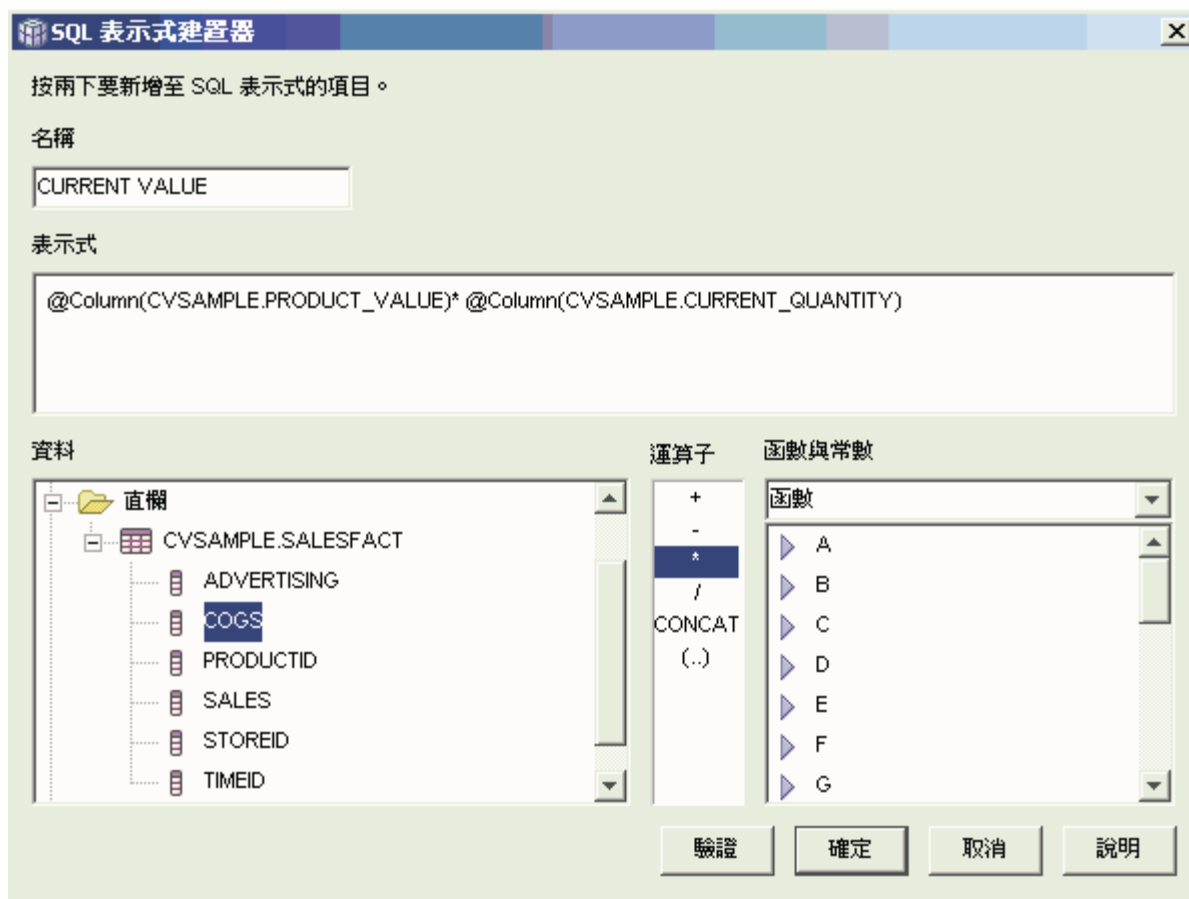 SQL 表示式建置器
按兩下要新增至 SQL 表示式的項目。
名稱
CURRENT VALUE
表示式
@Column(CVSAMPLE.PRODUCT_VALUE)* @Column(CVSAMPLE.CURRENT_QUANTITY)
資料
運算子
函數與常數
直欄
CVSAMPLE.SALESFACT
ADVERTISING
COGS
PRODUCTID
SALES
STOREID
TIMEID
+
-
*
/
CONCAT
(..)
函數
A
B
C
D
E
F
G
驗證
確定
取消
說明